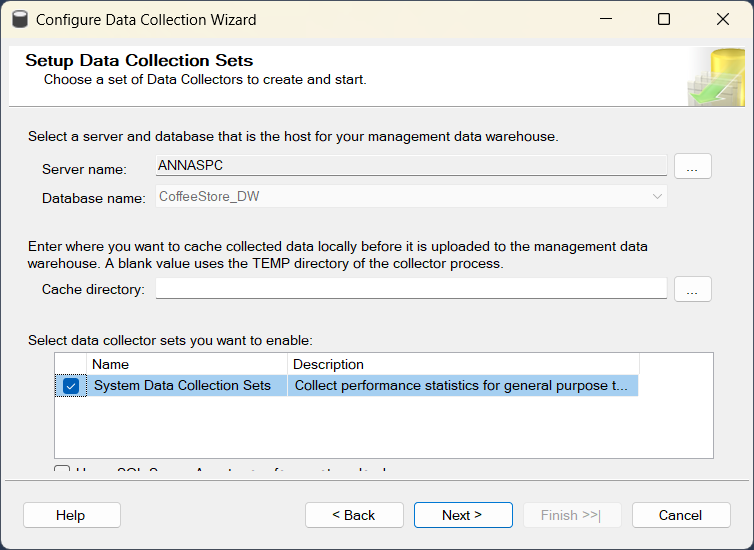 Configure Data Collection Wizard
Setup Data Collection Sets
Choose a set of Data Collectors to create and start.
Select a server and database that is the host for your management data warehouse.
Server name: ANNASPC ...
Database name: CoffeeStore_DW
Enter where you want to cache collected data locally before it is uploaded to the management data
warehouse. A blank value uses the TEMP directory of the collector process.
Cache directory: ...
Select data collector sets you want to enable:
Name Description
System Data Collection Sets Collect performance statistics for general purpose t...
Help < Back Next > Finish >>| Cancel